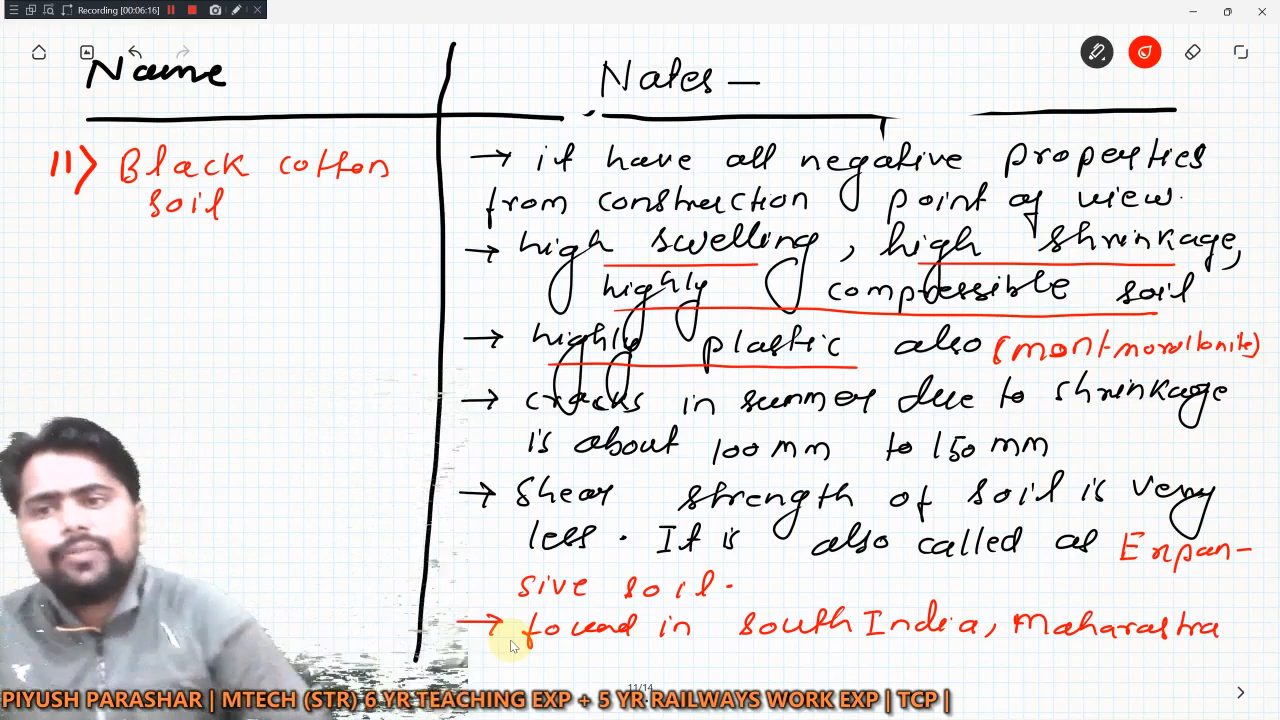 Recording [00:06:16]
Name
Notes —
11) Black cotton
soil
→ it have all negative properties
from construction point of view.
→ high swelling, high shrinkage,
highly compressible soil
→ highly plastic also (montmorollonite)
→ cracks in summer due to shrinkage
is about 100 mm to 150 mm
→ Shear strength of soil is very
less. It is also called as Expan-
sive soil.
→ found in south India, Maharastra
11/14
PIYUSH PARASHAR | MTECH (STR) 6 YR TEACHING EXP + 5 YR RAILWAYS WORK EXP | TCP |